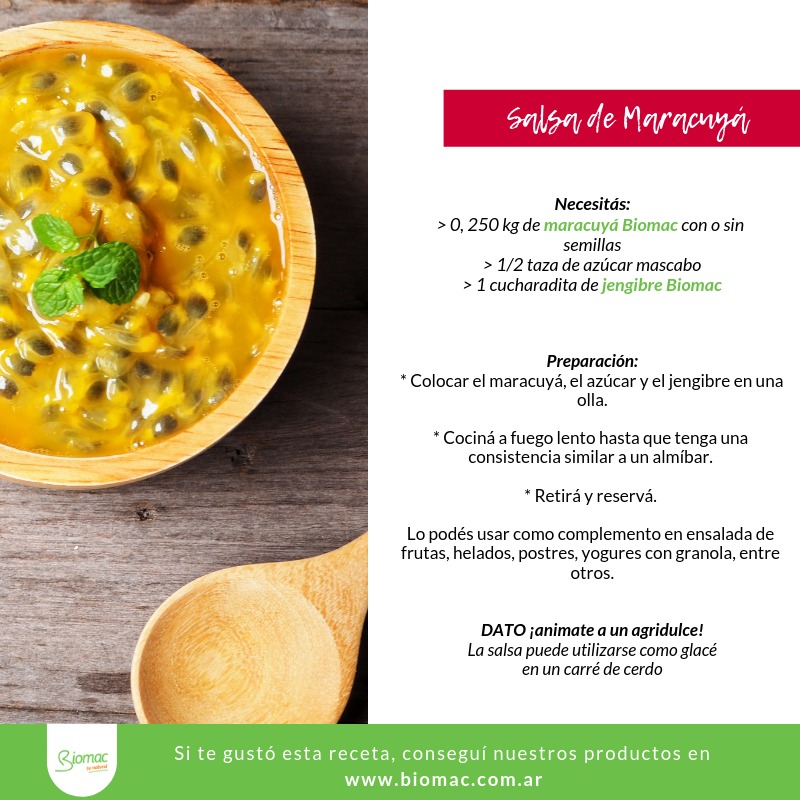 Salsa de Maracuyá
Necesitás:
> 0, 250 kg de maracuyá Biomac con o sin
semillas
> 1/2 taza de azúcar mascabo
> 1 cucharadita de jengibre Biomac
Preparación:
* Colocar el maracuyá, el azúcar y el jengibre en una
olla.
* Cociná a fuego lento hasta que tenga una
consistencia similar a un almíbar.
* Retirá y reservá.
Lo podés usar como complemento en ensalada de
frutas, helados, postres, yogures con granola, entre
otros.
DATO ¡animate a un agridulce!
La salsa puede utilizarse como glacé
en un carré de cerdo
Biomac
Si te gustó esta receta, conseguí nuestros productos en
www.biomac.com.ar